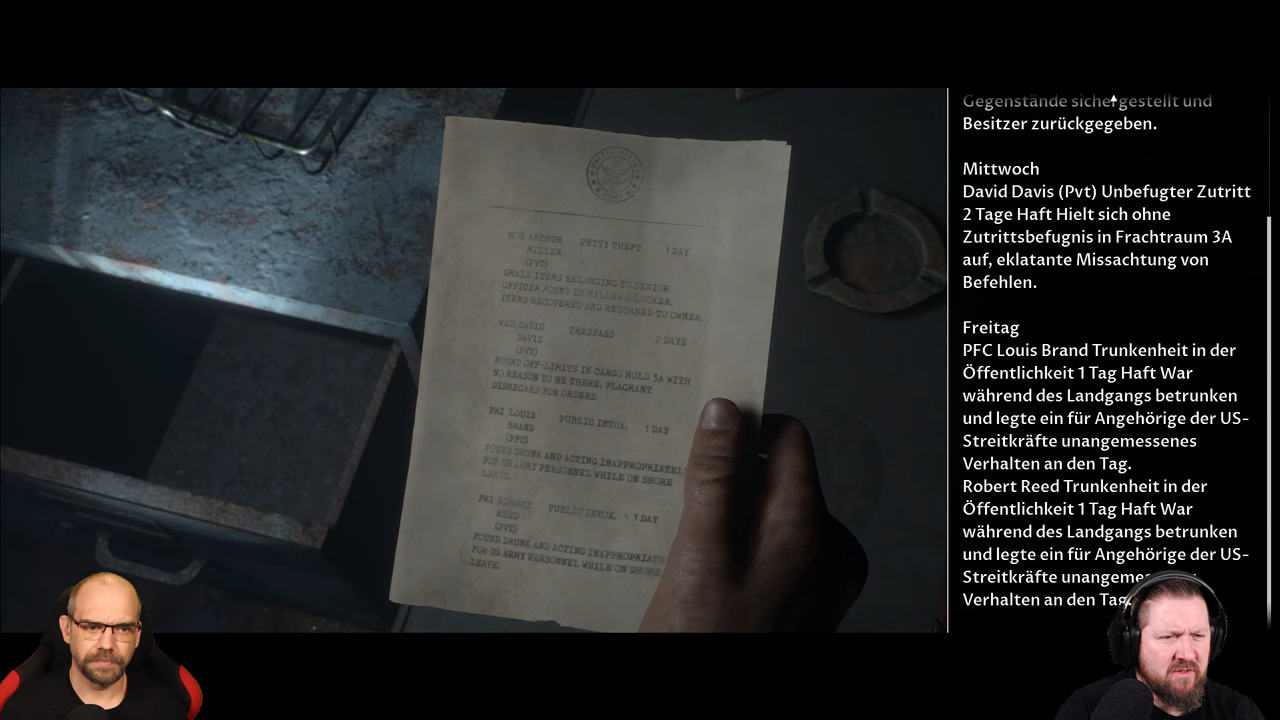 UNITED STATES
MON ARTHUR PETTY THEFT 1 DAY
MILLER
(PVT)
SMALL ITEMS BELONGING TO SENIOR
OFFICER FOUND IN MILLER'S LOCKER.
ITEMS RECOVERED AND RETURNED TO OWNER.
WED DAVID TRESPASS 2 DAYS
DAVIS
(PVT)
FOUND OFF-LIMITS IN CARGO HOLD 3A WITH
NO REASON TO BE THERE. FLAGRANT
DISREGARD FOR ORDERS.
FRI LOUIS PUBLIC INTOX. 1 DAY
BRAND
(PFC)
FOUND DRUNK AND ACTING INAPPROPRIATELY
FOR US ARMY PERSONNEL WHILE ON SHORE
LEAVE.
FRI ROBERT PUBLIC INTOX. 1 DAY
REED
(PVT)
FOUND DRUNK AND ACTING INAPPROPRIATE
FOR US ARMY PERSONNEL WHILE ON SHORE
LEAVE.
Gegenstände sichergestellt und
Besitzer zurückgegeben.
Mittwoch
David Davis (Pvt) Unbefugter Zutritt
2 Tage Haft Hielt sich ohne
Zutrittsbefugnis in Frachtraum 3A
auf, eklatante Missachtung von
Befehlen.
Freitag
PFC Louis Brand Trunkenheit in der
Öffentlichkeit 1 Tag Haft War
während des Landgangs betrunken
und legte ein für Angehörige der US-
Streitkräfte unangemessenes
Verhalten an den Tag.
Robert Reed Trunkenheit in der
Öffentlichkeit 1 Tag Haft War
während des Landgangs betrunken
und legte ein für Angehörige der US-
Streitkräfte
Verhalten an den Tag.